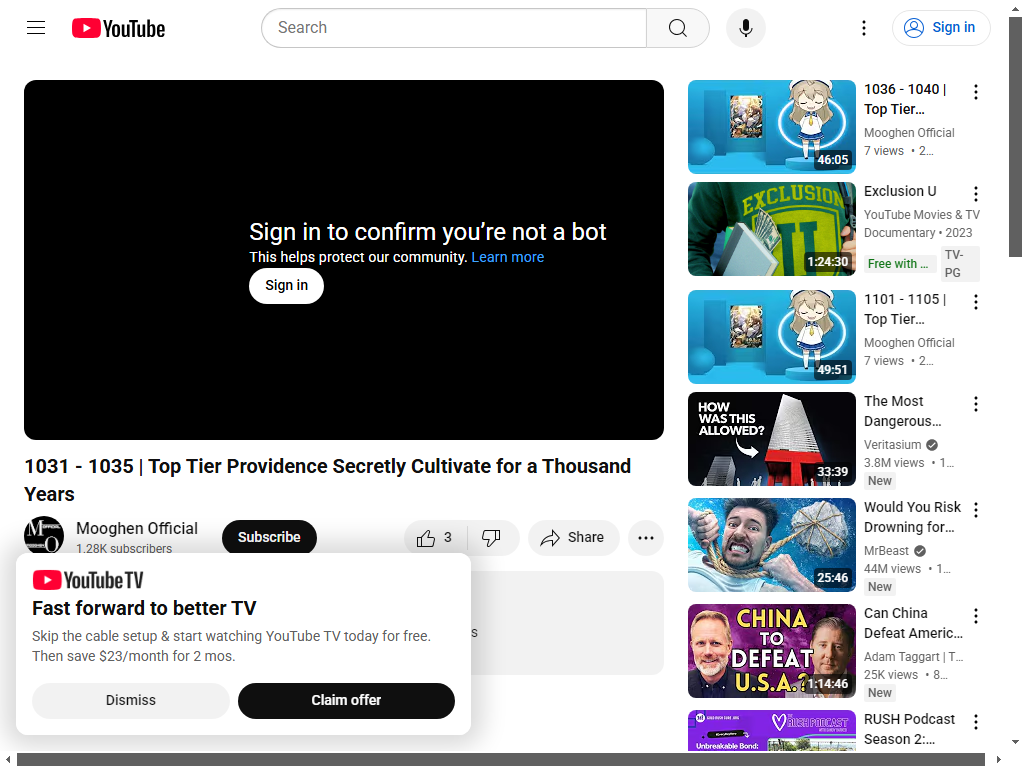 YouTube
Search
Sign in
Sign in to confirm you’re not a bot
This helps protect our community. Learn more
Sign in
1031 - 1035 | Top Tier Providence Secretly Cultivate for a Thousand
Years
Mooghen Official
1.28K subscribers
Subscribe
3
Share
YouTube TV
Fast forward to better TV
Skip the cable setup & start watching YouTube TV today for free.
Then save $23/month for 2 mos.
Dismiss
Claim offer
46:05
1036 - 1040 |
Top Tier…
Mooghen Official
7 views • 2…
EXCLUSION
U
1:24:30
Exclusion U
YouTube Movies & TV
Documentary • 2023
Free with …
TV-
PG
49:51
1101 - 1105 |
Top Tier…
Mooghen Official
7 views • 2…
HOW
WAS THIS
ALLOWED?
33:39
The Most
Dangerous…
Veritasium
3.8M views • 1…
New
25:46
Would You Risk
Drowning for…
MrBeast
44M views • 1…
New
CHINA
TO
DEFEAT
U.S.A.?
1:14:46
Can China
Defeat Americ…
Adam Taggart | T…
25K views • 8…
New
RUSH PODCAST
Unbreakable Bond:
RUSH Podcast
Season 2:…